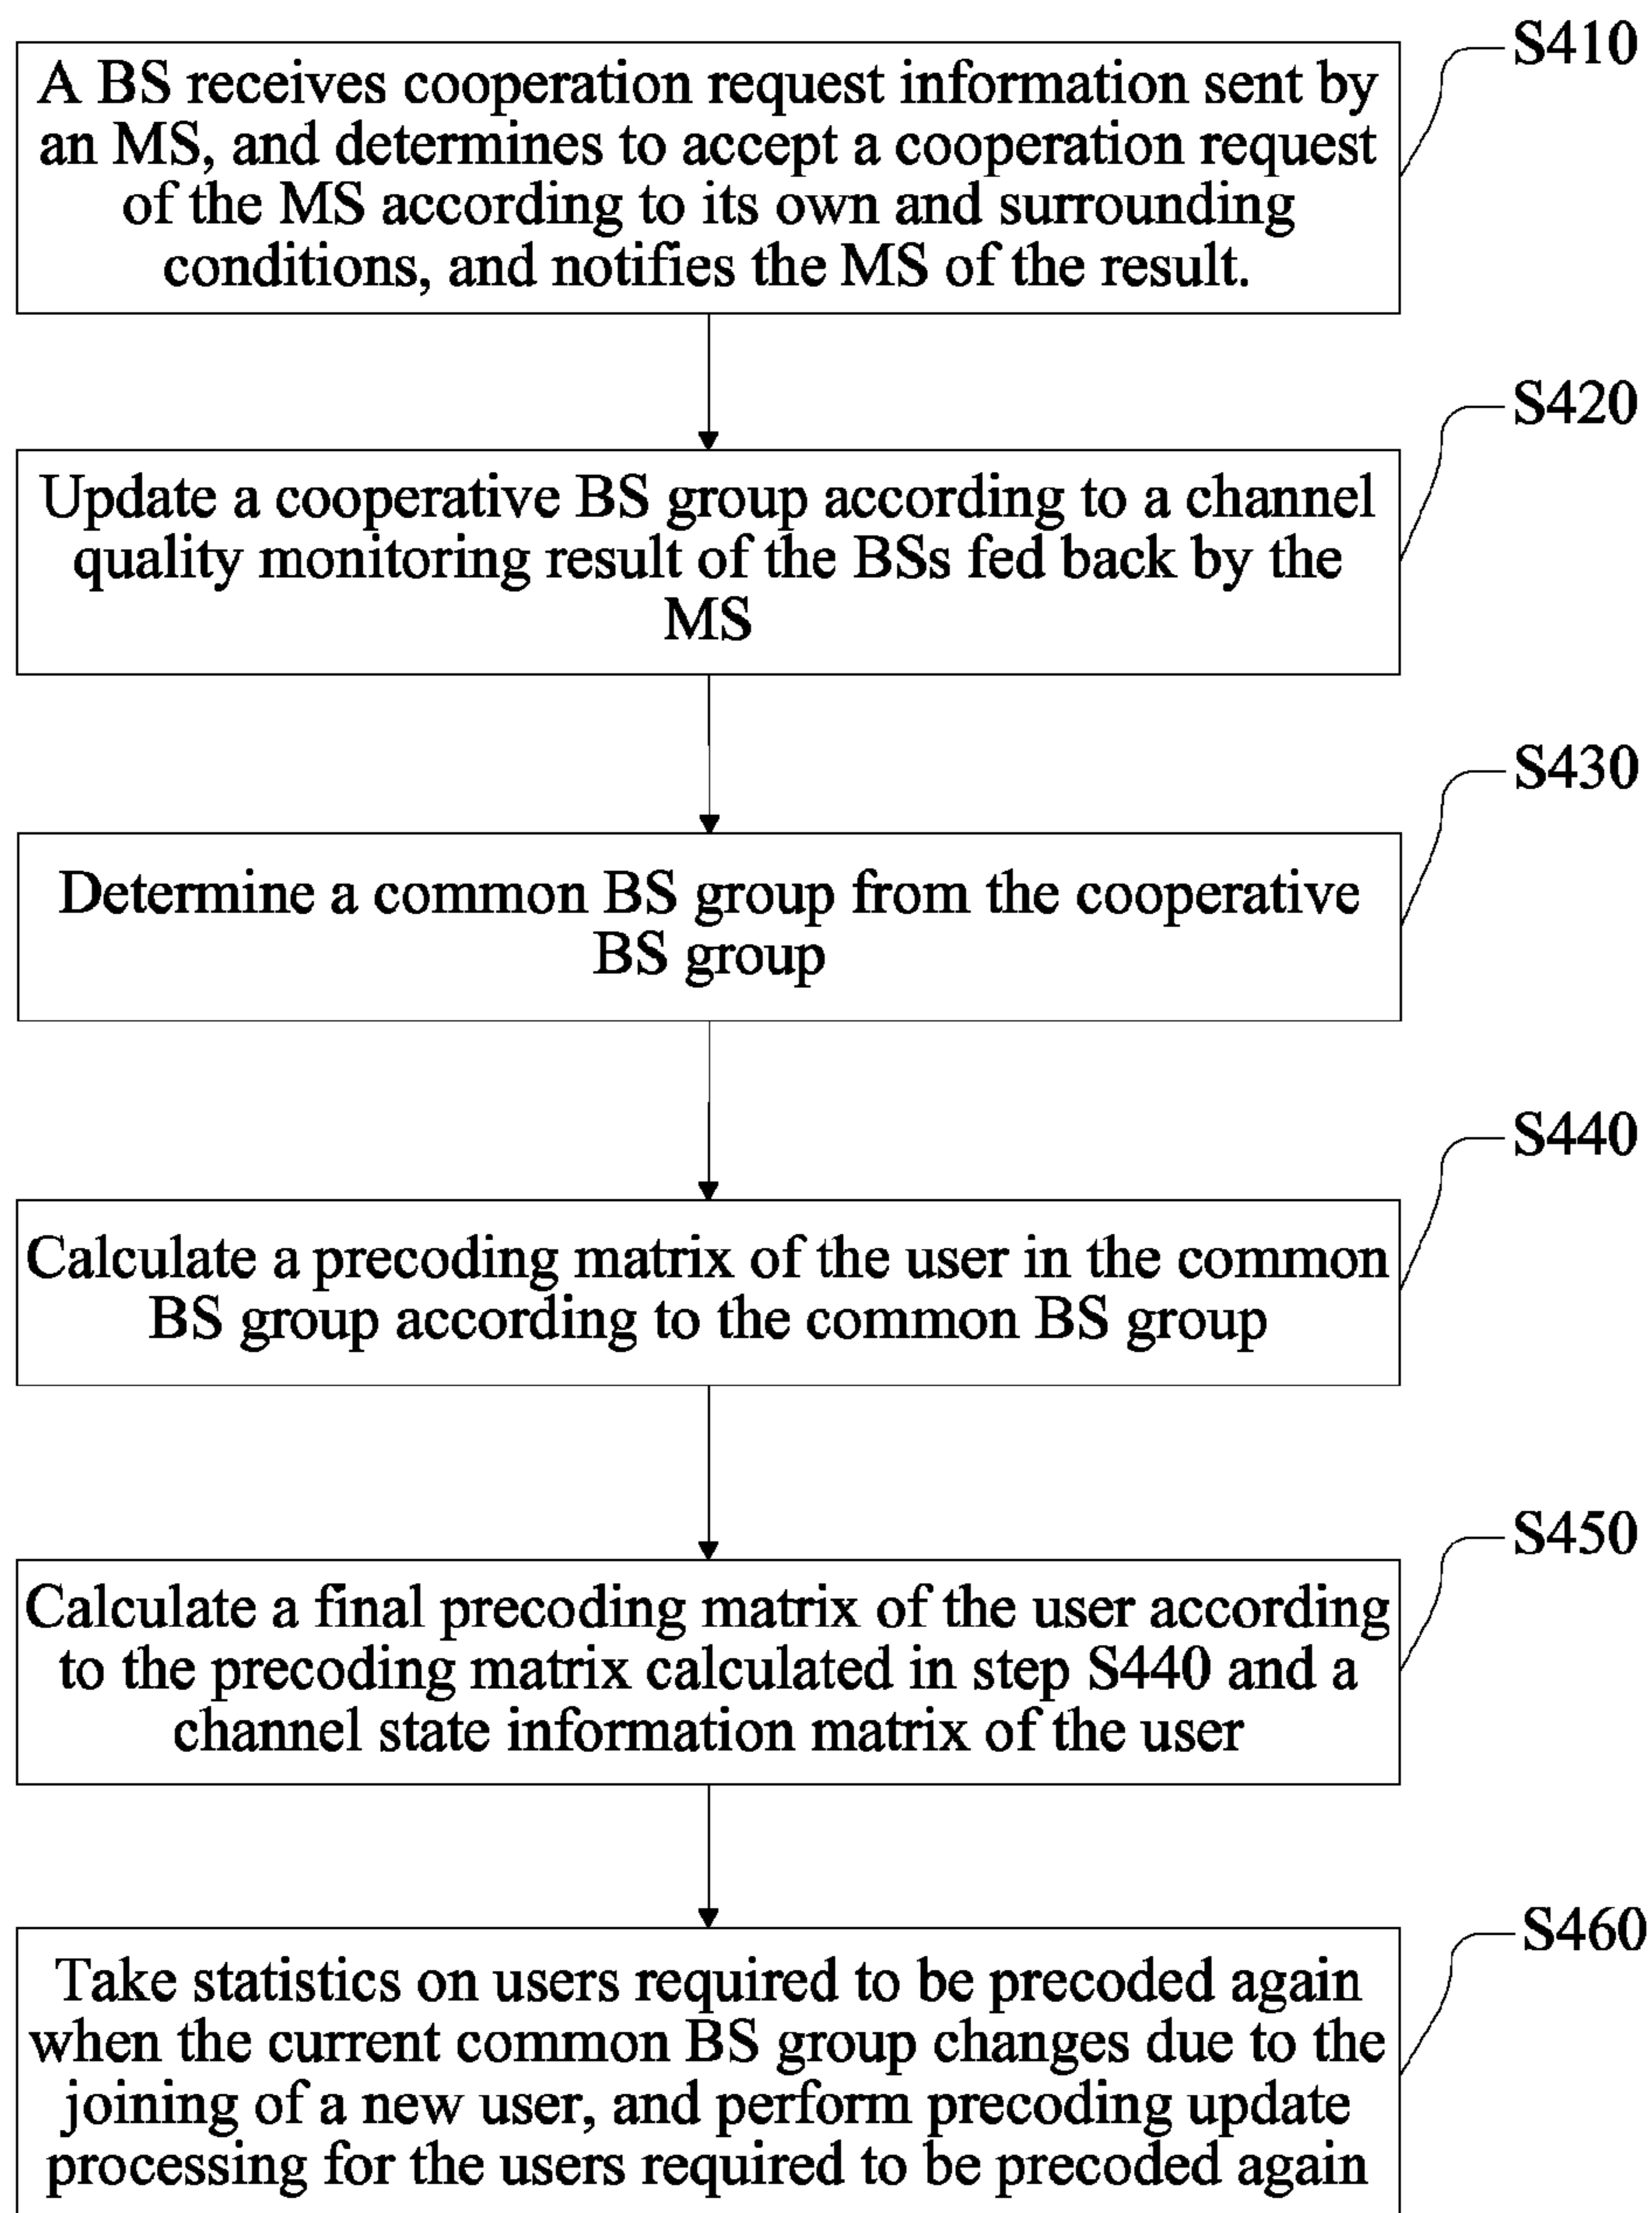 S410
A BS receives cooperation request information sent by
an MS, and determines to accept a cooperation request
of the MS according to its own and surrounding
conditions, and notifies the MS of the result.
S420
Update a cooperative BS group according to a channel
quality monitoring result of the BSs fed back by the
MS
S430
Determine a common BS group from the cooperative
BS group
S440
Calculate a precoding matrix of the user in the common
BS group according to the common BS group
S450
Calculate a final precoding matrix of the user according
to the precoding matrix calculated in step S440 and a
channel state information matrix of the user
S460
Take statistics on users required to be precoded again
when the current common BS group changes due to the
joining of a new user, and perform precoding update
processing for the users required to be precoded again